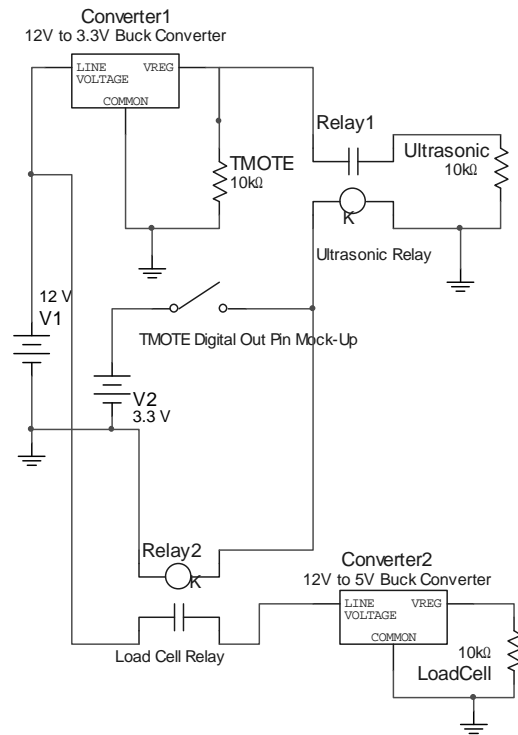 Converter1
12V to 3.3V Buck Converter
LINE VREG
VOLTAGE
COMMON
Relay1
TMOTE
10kΩ
Ultrasonic
10kΩ
K
Ultrasonic Relay
12 V
V1
TMOTE Digital Out Pin Mock-Up
V2
3.3 V
Relay2
K
Load Cell Relay
Converter2
12V to 5V Buck Converter
LINE VREG
VOLTAGE
COMMON
10kΩ
LoadCell